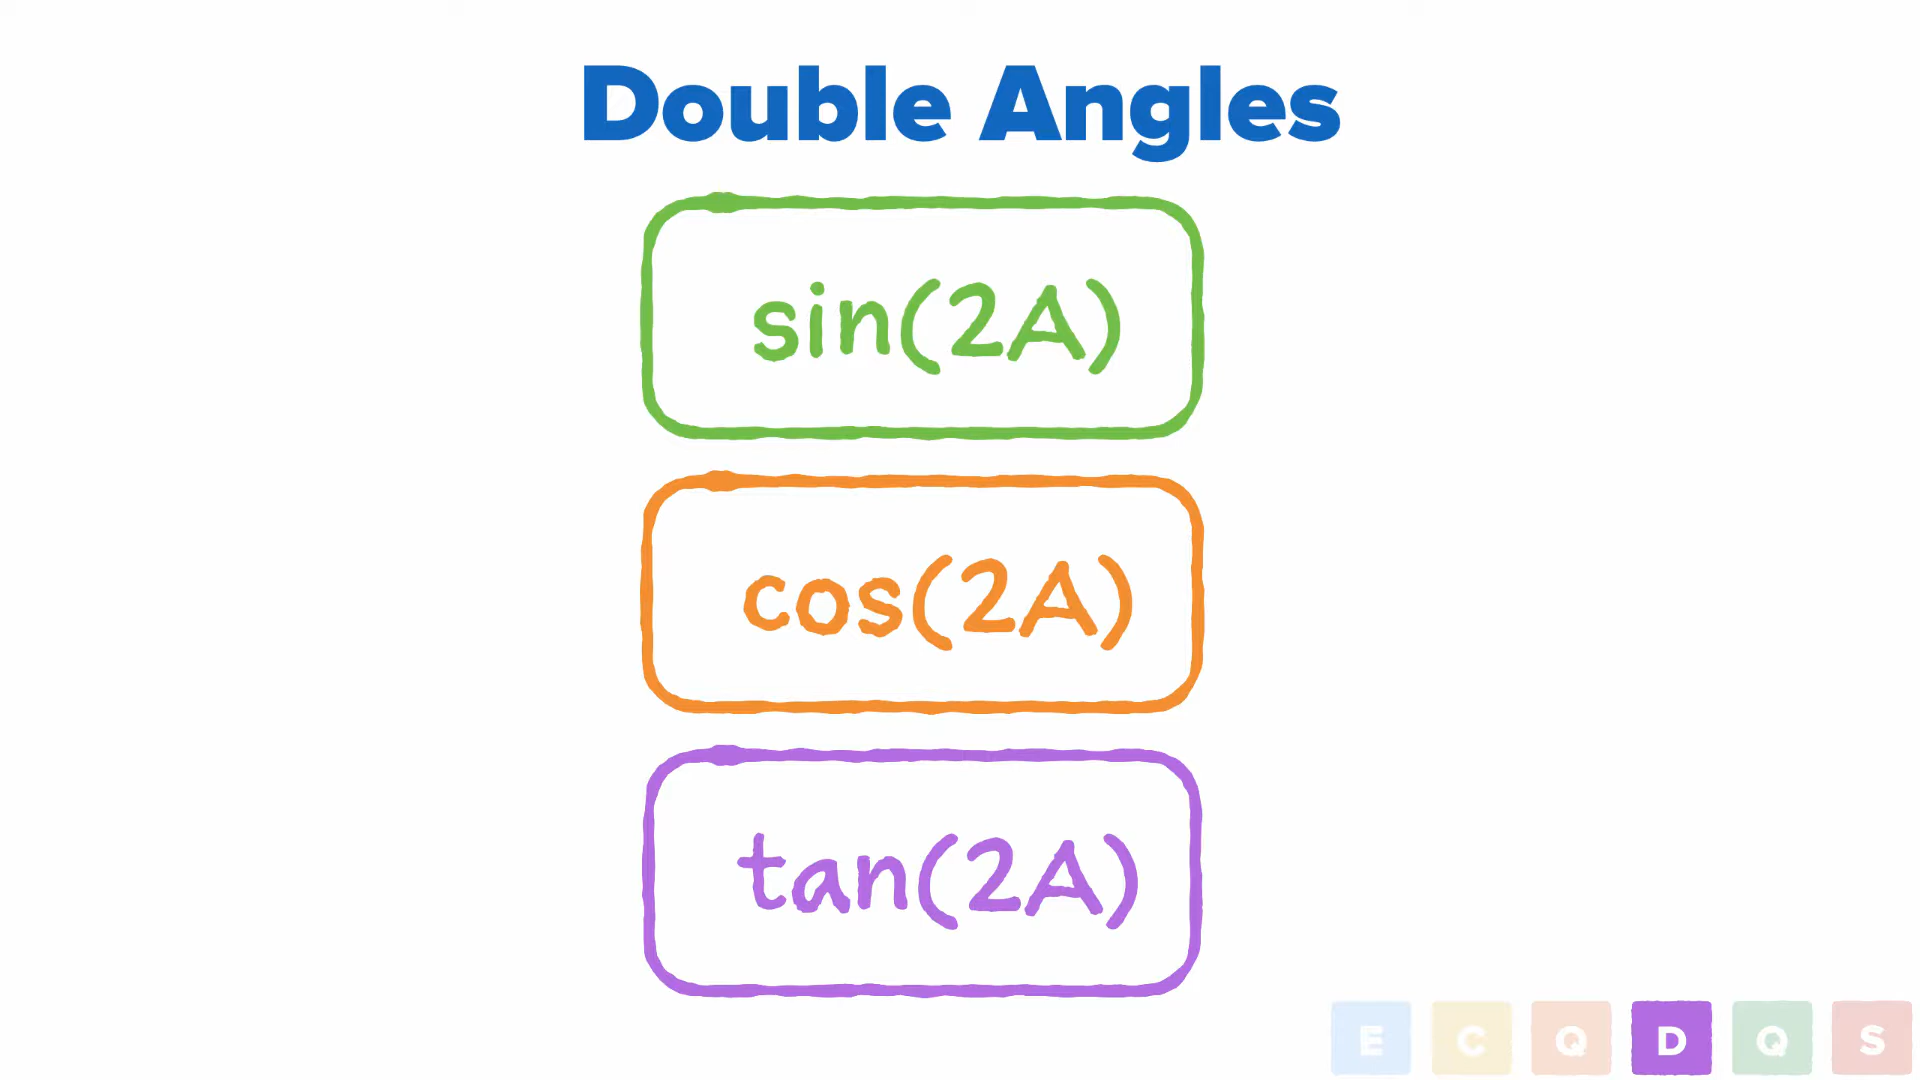 Double Angles
sin(2A)
cos(2A)
tan(2A)
E C Q D Q S